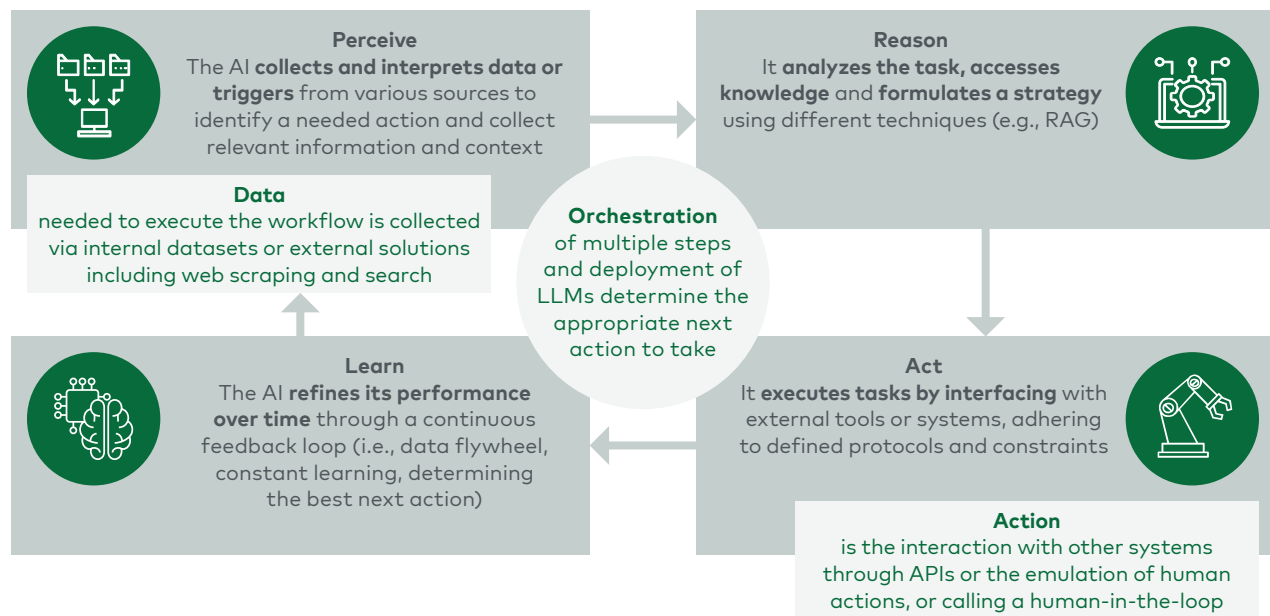 Perceive
The AI collects and interprets data or
triggers from various sources to
identify a needed action and collect
relevant information and context
Data
needed to execute the workflow is collected
via internal datasets or external solutions
including web scraping and search
Reason
It analyzes the task, accesses
knowledge and formulates a strategy
using different techniques (e.g., RAG)
Orchestration
of multiple steps
and deployment of
LLMs determine the
appropriate next
action to take
Act
It executes tasks by interfacing with
external tools or systems, adhering
to defined protocols and constraints
Action
is the interaction with other systems
through APIs or the emulation of human
actions, or calling a human-in-the-loop
Learn
The AI refines its performance
over time through a continuous
feedback loop (i.e., data flywheel,
constant learning, determining
the best next action)